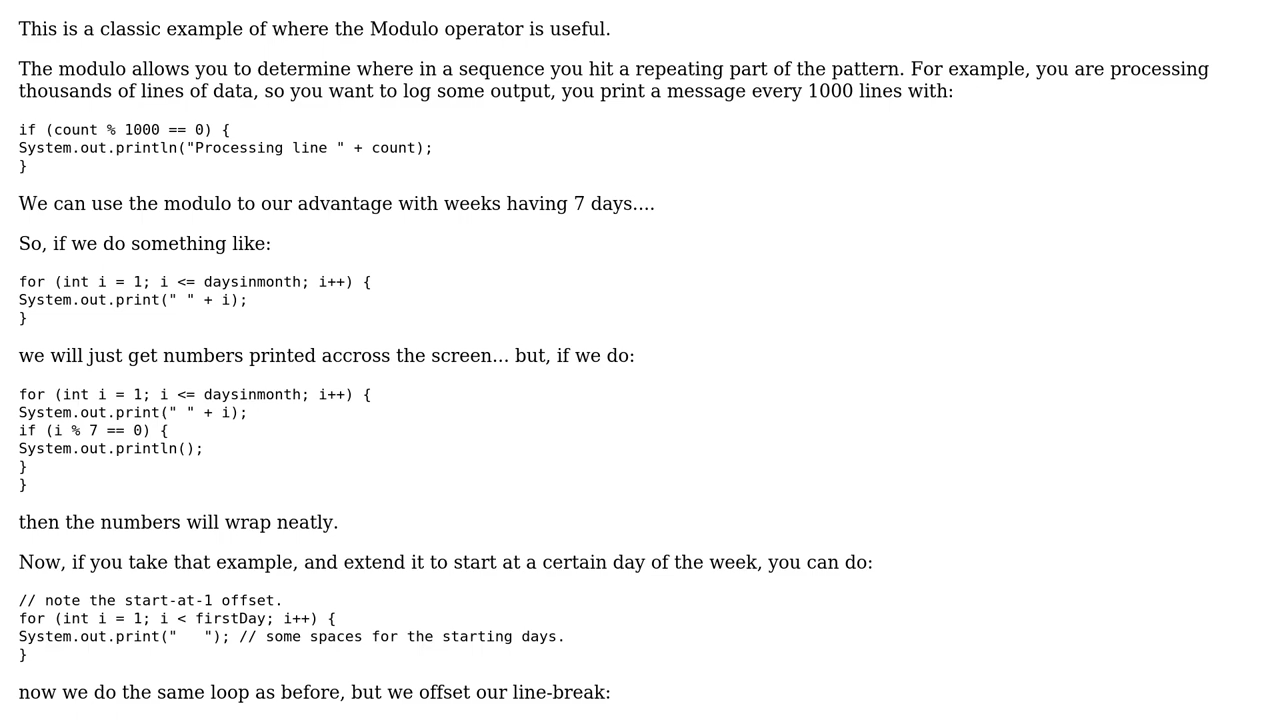 This is a classic example of where the Modulo operator is useful.
The modulo allows you to determine where in a sequence you hit a repeating part of the pattern. For example, you are processing
thousands of lines of data, so you want to log some output, you print a message every 1000 lines with:
if (count % 1000 == 0) {
System.out.println("Processing line " + count);
}
We can use the modulo to our advantage with weeks having 7 days....
So, if we do something like:
for (int i = 1; i <= daysinmonth; i++) {
System.out.print(" " + i);
}
we will just get numbers printed accross the screen... but, if we do:
for (int i = 1; i <= daysinmonth; i++) {
System.out.print(" " + i);
if (i % 7 == 0) {
System.out.println();
}
}
then the numbers will wrap neatly.
Now, if you take that example, and extend it to start at a certain day of the week, you can do:
// note the start-at-1 offset.
for (int i = 1; i < firstDay; i++) {
System.out.print("   "); // some spaces for the starting days.
}
now we do the same loop as before, but we offset our line-break: